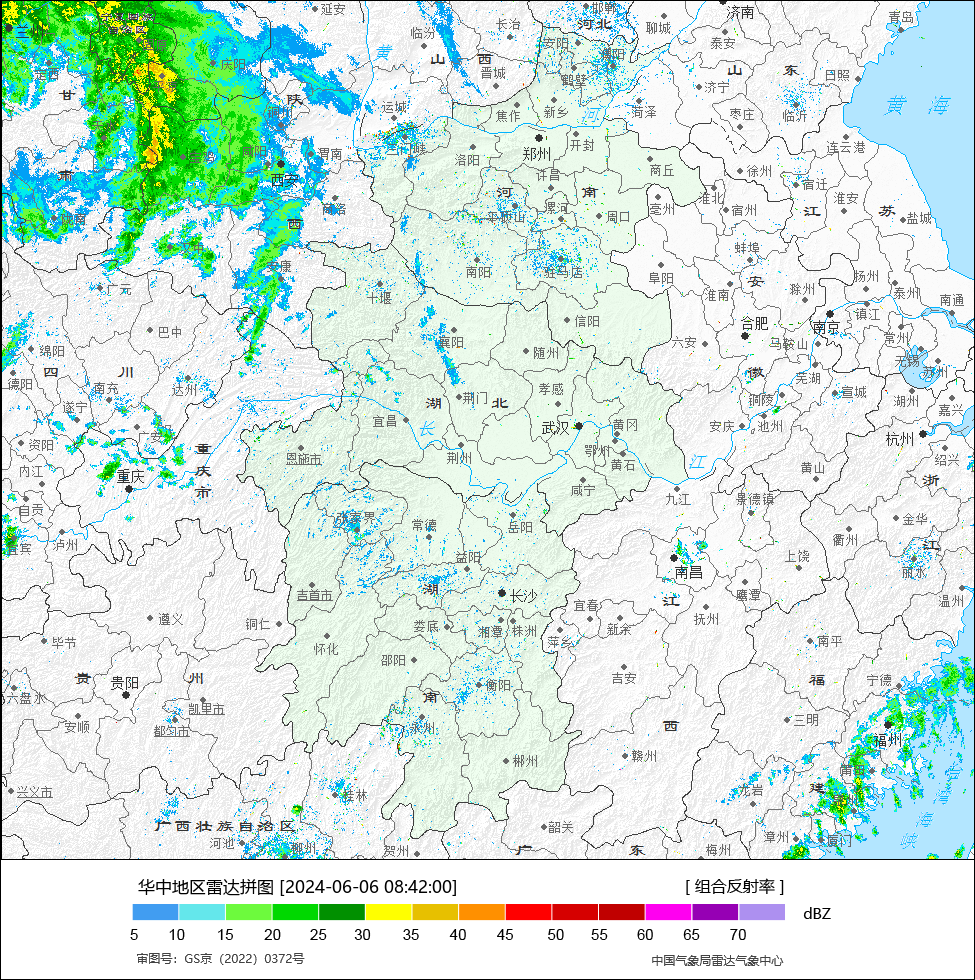 延安
邯郸
河北
聊城
济南
青岛
临汾
长治
安阳
泰安
黄
山 西
晋城
鹤壁
山 东
日照
庆阳
定西
甘
陕
运城
焦作
新乡
河
菏泽
济宁
枣庄
临沂
黄 海
渭南
洛阳
郑州
开封
连云港
西安
许昌
商丘
徐州
宿迁
肃
商洛
河 南
平顶山
漯河
周口
亳州
淮北
宿州
江 苏
淮安
盐城
西
安康
南阳
驻马店
阜阳
蚌埠
安
滁州
扬州
泰州
南通
广元
十堰
信阳
淮南
合肥
南京
镇江
常州
巴中
襄阳
随州
六安
马鞍山
无锡
苏州
绵阳
四 川
德阳
南充
达州
徽
芜湖
宣城
湖州
嘉兴
遂宁
荆门
孝感
湖 北
铜陵
宜昌
长
武汉
黄冈
安庆
池州
杭州
资阳
重
庆
市
恩施市
荆州
鄂州
黄石
江
黄山
绍兴
内江
重庆
咸宁
九江
景德镇
浙
自贡
张家界
常德
岳阳
金华
衢州
江
泸州
益阳
南昌
上饶
丽水
吉首市
湖
长沙
鹰潭
温州
遵义
铜仁
娄底
湘潭
株洲
宜春
新余
江
抚州
毕节
怀化
邵阳
萍乡
南平
贵 州
贵阳
六盘水
衡阳
吉安
福
宁德
凯里市
南
安顺
都匀市
永州
西
三明
福州
郴州
赣州
兴义市
桂林
龙岩
建
广西壮族自治区
韶关
漳州
厦门
河池
柳州
贺州
广 东
梅州
华中地区雷达拼图 [2024-06-06 08:42:00]
[ 组合反射率 ]
dBZ
5 10 15 20 25 30 35 40 45 50 55 60 65 70
审图号：GS京（2022）0372号
中国气象局雷达气象中心